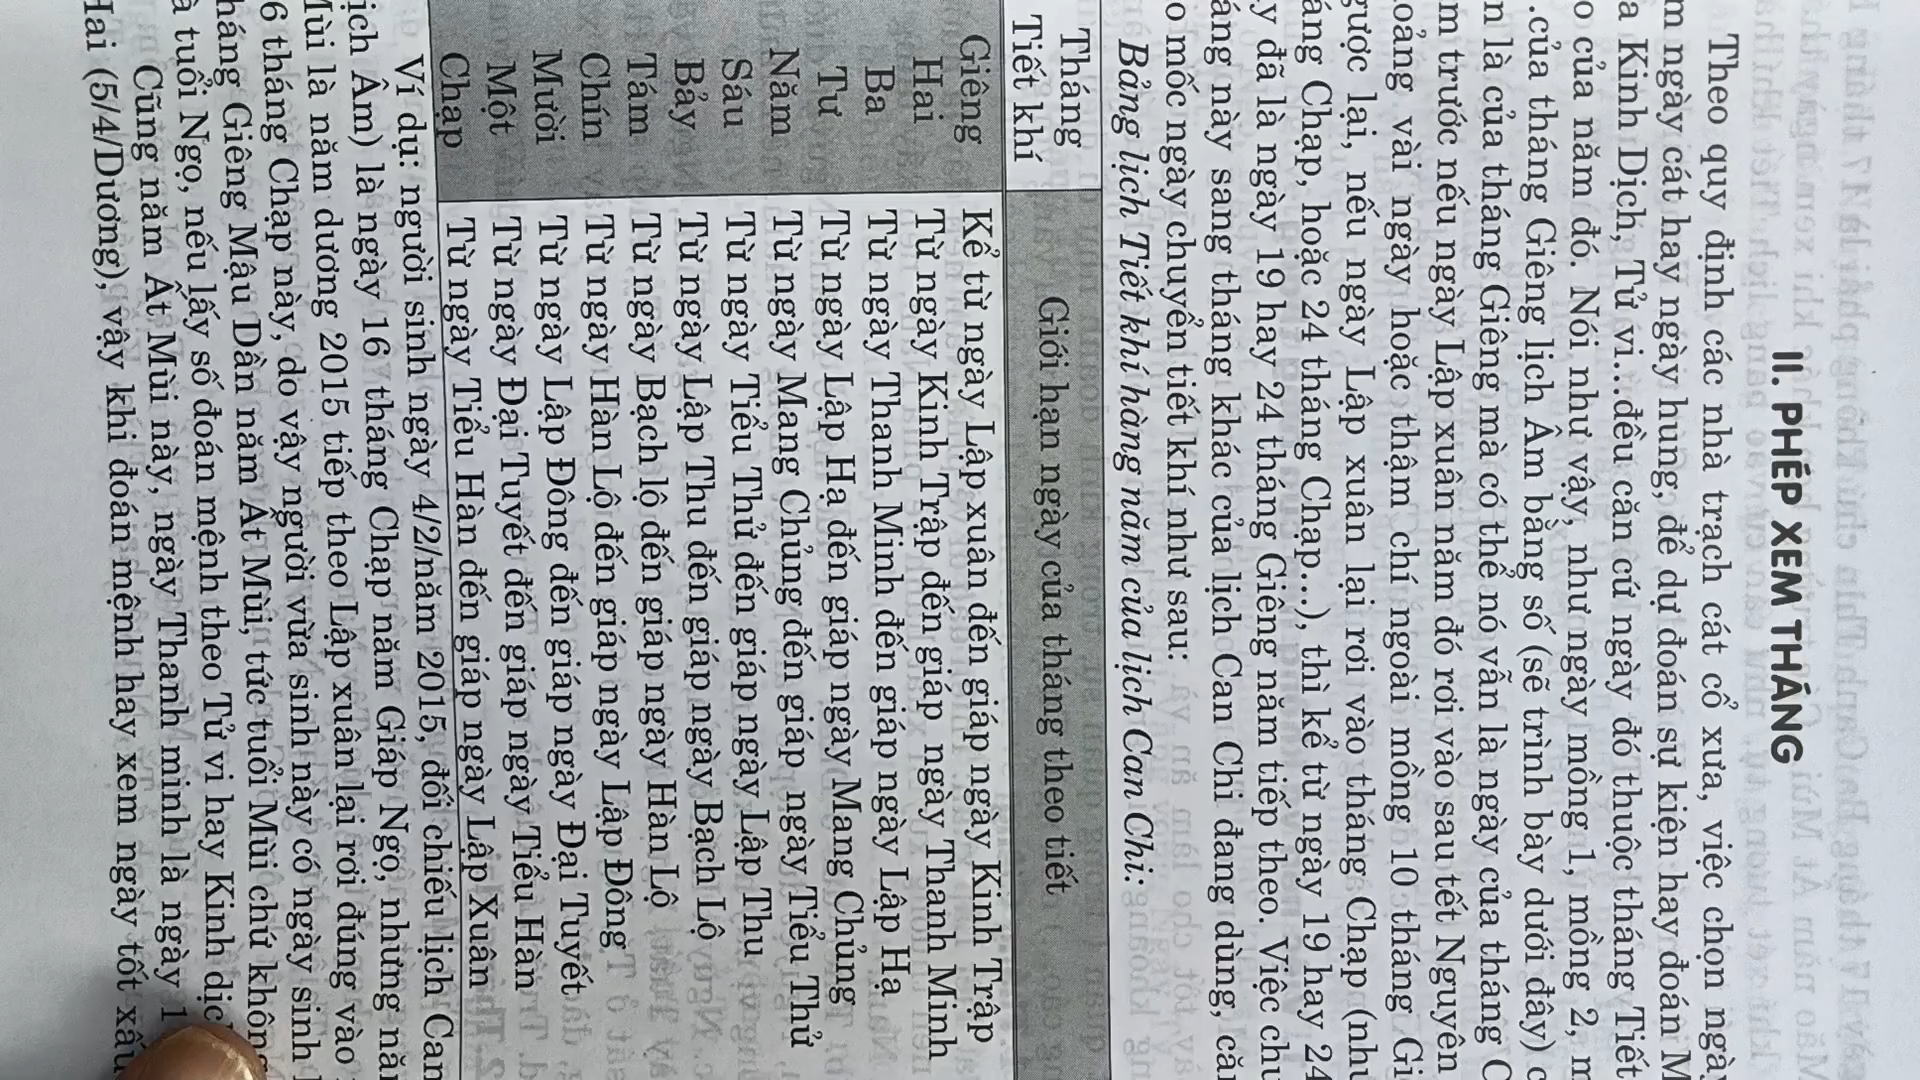 II. PHÉP XEM THÁNG
Theo quy định các nhà trạch cát cổ xưa, việc chọn
ngày cát hay ngày hung, để dự đoán sự kiện hay đoán
Kinh Dịch, Tử vi...đều căn cứ ngày đó thuộc tháng Tiết
của năm đó. Nói như vậy, như ngày mồng 1, mồng 2,
của tháng Giêng lịch Âm bằng số (sẽ trình bày dưới đây)
là của tháng Giêng mà có thể nó vẫn là ngày của tháng
trước nếu ngày Lập xuân năm đó rơi vào sau tết Nguyên
vài ngày hoặc thậm chí ngoài mồng 10 tháng
lại, nếu ngày Lập xuân lại rơi vào tháng Chạp (như
Chạp, hoặc 24 tháng Chạp...), thì kể từ ngày 19 hay 24
đã là ngày 19 hay 24 tháng Giêng năm tiếp theo. Việc
này sang tháng khác của lịch Can Chi đang dùng,
mốc ngày chuyển tiết khí như sau:
Bảng lịch Tiết khí hàng năm của lịch Can Chi:
Tháng
Tiết khí
Giới hạn ngày của tháng theo tiết
Giêng Kể từ ngày Lập xuân đến giáp ngày Kinh Trập
Hai Từ ngày Kinh Trập đến giáp ngày Thanh Minh
Ba Từ ngày Thanh Minh đến giáp ngày Lập Hạ
Tư Từ ngày Lập Hạ đến giáp ngày Mang Chủng
Năm Từ ngày Mang Chủng đến giáp ngày Tiểu Thử
Sáu Từ ngày Tiểu Thử đến giáp ngày Lập Thu
Bảy Từ ngày Lập Thu đến giáp ngày Bạch Lộ
Tám Từ ngày Bạch lộ đến giáp ngày Hàn Lộ
Chín Từ ngày Hàn Lộ đến giáp ngày Lập Đông
Mười Từ ngày Lập Đông đến giáp ngày Đại Tuyết
Một Từ ngày Đại Tuyết đến giáp ngày Tiểu Hàn
Chạp Từ ngày Tiểu Hàn đến giáp ngày Lập Xuân
Ví dụ: người sinh ngày 4/2/năm 2015, đối chiếu lịch Can
Âm) là ngày 16 tháng Chạp năm Giáp Ngọ, nhưng
là năm dương 2015 tiếp theo Lập xuân lại rơi đúng vào
tháng Chạp này, do vậy người vừa sinh này có ngày sinh
Giêng Mậu Dần năm Ất Mùi, tức tuổi Mùi chứ không
tuổi Ngọ, nếu lấy số đoán mệnh theo Tử vi hay Kinh
Cũng năm Ất Mùi này, ngày Thanh minh là ngày
Hai (5/4/Dương), vậy khi đoán mệnh hay xem ngày tốt xấu